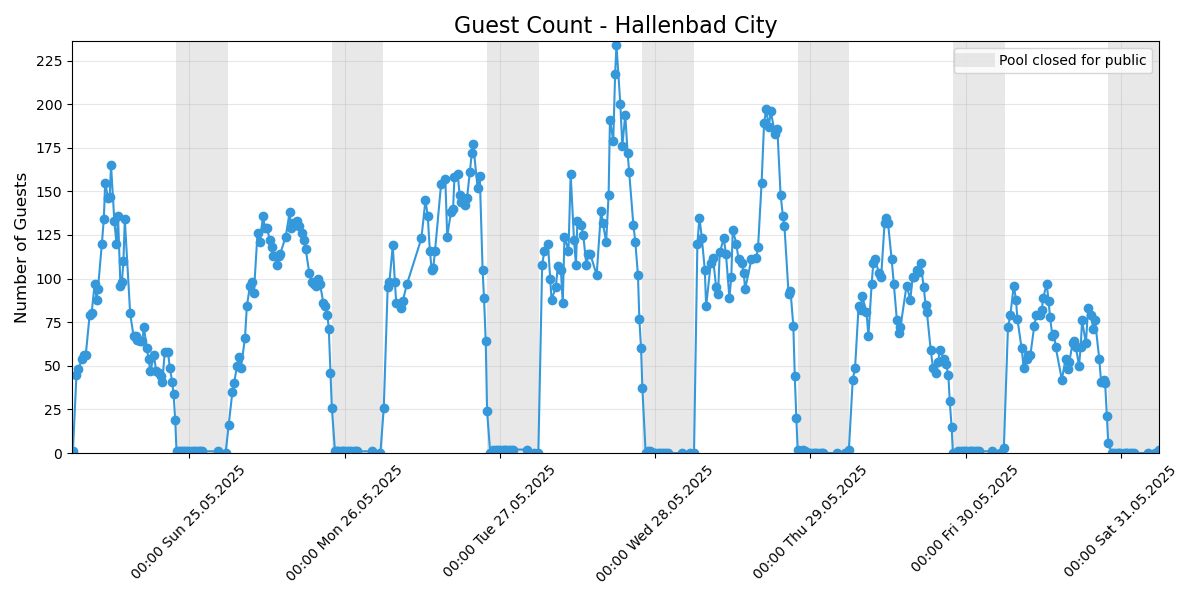 Guest Count - Hallenbad City
Pool closed for public
Number of Guests
225
200
175
150
125
100
75
50
25
0
00:00 Sun 25.05.2025
00:00 Mon 26.05.2025
00:00 Tue 27.05.2025
00:00 Wed 28.05.2025
00:00 Thu 29.05.2025
00:00 Fri 30.05.2025
00:00 Sat 31.05.2025